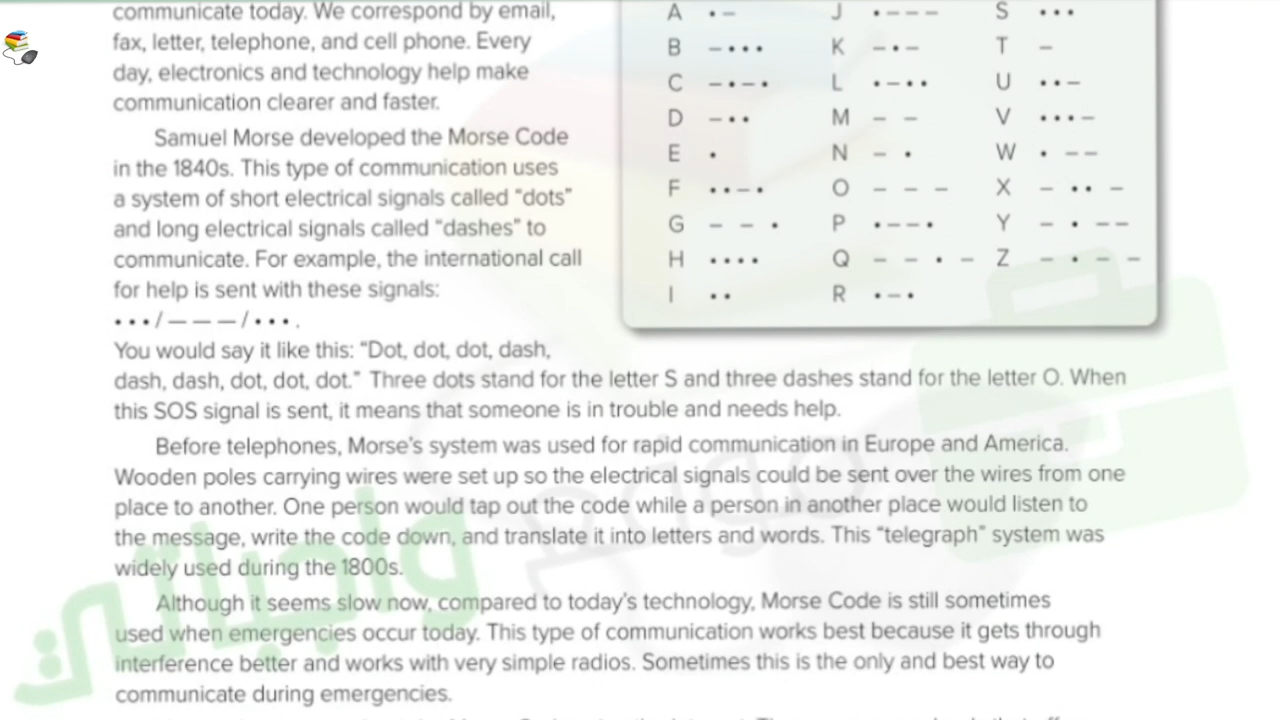 communicate today. We correspond by email,
fax, letter, telephone, and cell phone. Every
day, electronics and technology help make
communication clearer and faster.
Samuel Morse developed the Morse Code
in the 1840s. This type of communication uses
a system of short electrical signals called "dots"
and long electrical signals called "dashes" to
communicate. For example, the international call
for help is sent with these signals:
• • • / — — — / • • • .
You would say it like this: "Dot, dot, dot, dash,
dash, dash, dot, dot, dot." Three dots stand for the letter S and three dashes stand for the letter O. When
this SOS signal is sent, it means that someone is in trouble and needs help.
Before telephones, Morse's system was used for rapid communication in Europe and America.
Wooden poles carrying wires were set up so the electrical signals could be sent over the wires from one
place to another. One person would tap out the code while a person in another place would listen to
the message, write the code down, and translate it into letters and words. This "telegraph" system was
widely used during the 1800s.
Although it seems slow now, compared to today's technology, Morse Code is still sometimes
used when emergencies occur today. This type of communication works best because it gets through
interference better and works with very simple radios. Sometimes this is the only and best way to
communicate during emergencies.
A • – J • – – – S • • •
B – • • • K – • – T –
C – • – • L • – • • U • • –
D – • • M – – V • • • –
E • N – • W • – –
F • • – • O – – – X – • • –
G – – • P • – – • Y – • – –
H • • • • Q – – • – Z – • – –
I • • R • – •
واجباتي